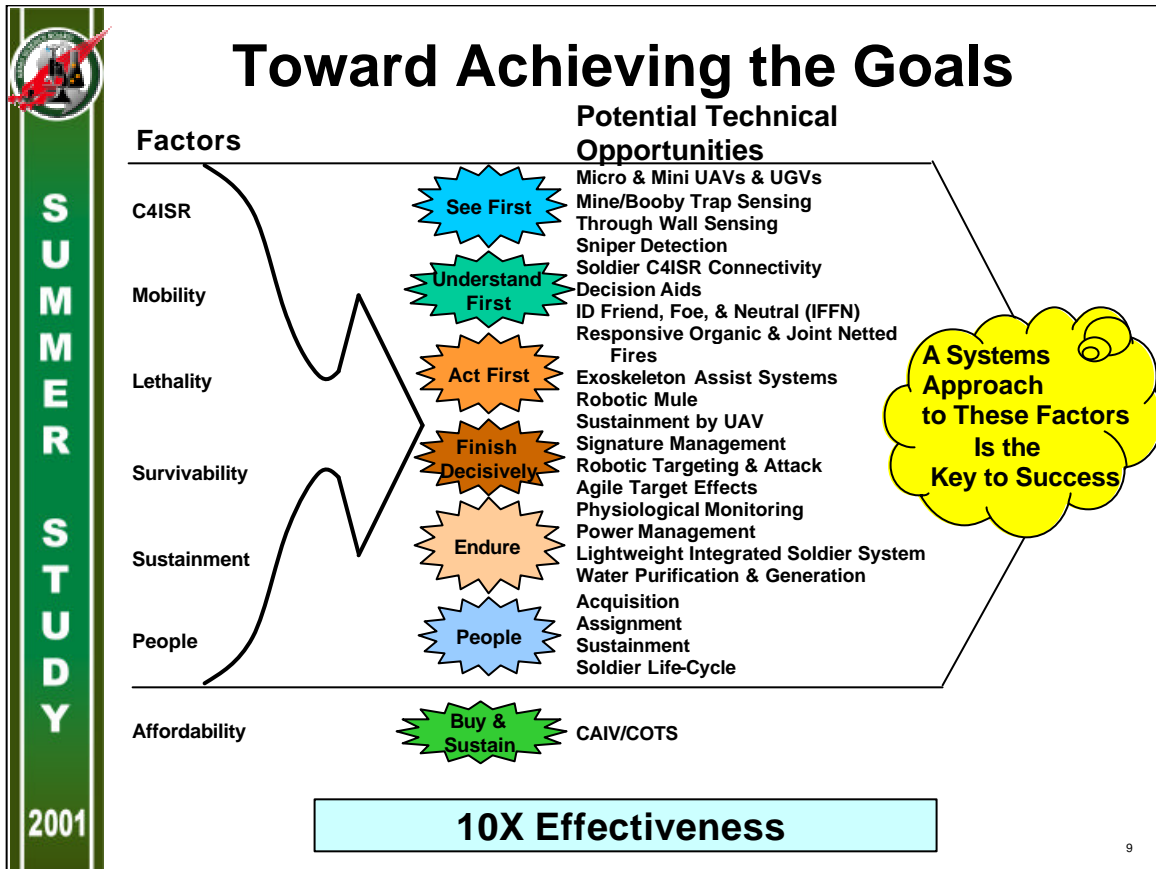 Toward Achieving the Goals
Factors
Potential Technical
Opportunities
C4ISR
Mobility
Lethality
Survivability
Sustainment
People
Affordability
See First
Understand
First
Act First
Finish
Decisively
Endure
People
Buy &
Sustain
Micro & Mini UAVs & UGVs
Mine/Booby Trap Sensing
Through Wall Sensing
Sniper Detection
Soldier C4ISR Connectivity
Decision Aids
ID Friend, Foe, & Neutral (IFFN)
Responsive Organic & Joint Netted
Fires
Exoskeleton Assist Systems
Robotic Mule
Sustainment by UAV
Signature Management
Robotic Targeting & Attack
Agile Target Effects
Physiological Monitoring
Power Management
Lightweight Integrated Soldier System
Water Purification & Generation
Acquisition
Assignment
Sustainment
Soldier Life-Cycle
CAIV/COTS
A Systems
Approach
to These Factors
Is the
Key to Success
10X Effectiveness
SUMMER STUDY
2001
9